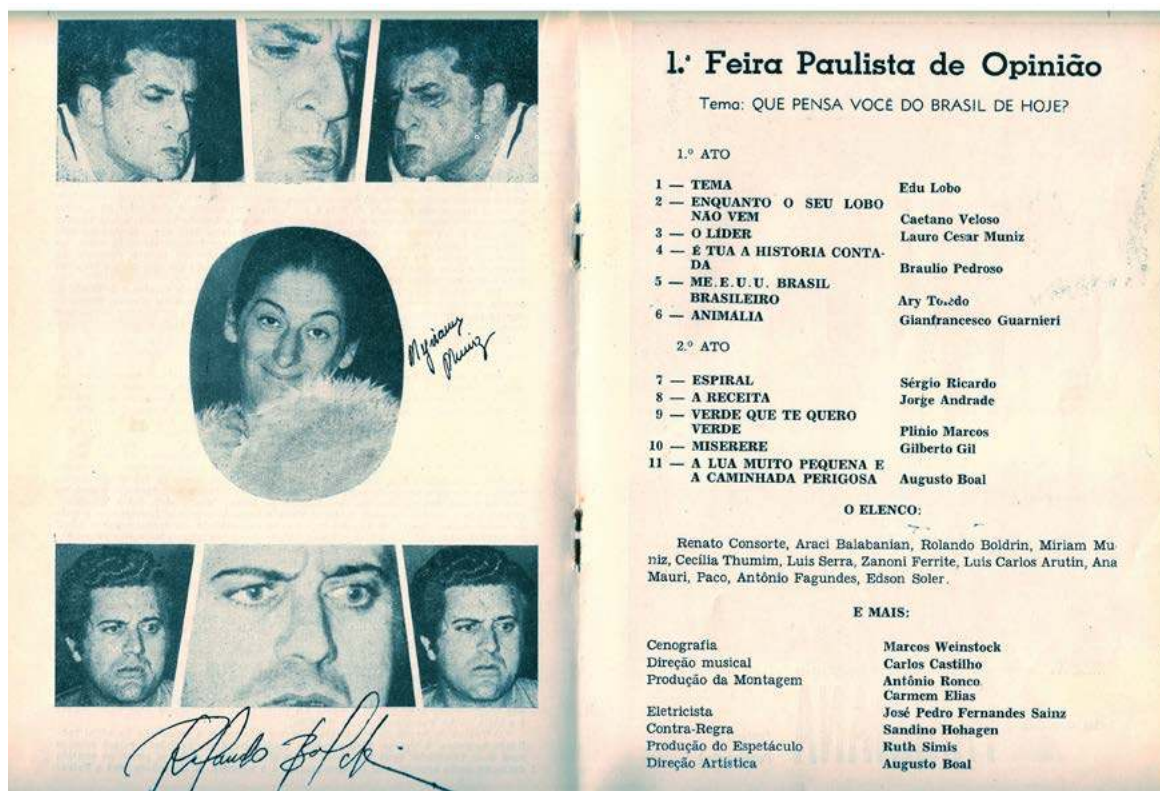 Myriam
Muniz
Rolando Boldrin
1.ª Feira Paulista de Opinião
Tema: QUE PENSA VOCÊ DO BRASIL DE HOJE?
1.º ATO
1 — TEMA Edu Lobo
2 — ENQUANTO O SEU LOBO
NÃO VEM Caetano Veloso
3 — O LÍDER Lauro Cesar Muniz
4 — É TUA A HISTÓRIA CONTA-
DA Braulio Pedroso
5 — ME.E.U.U. BRASIL
BRASILEIRO Ary Toledo
6 — ANIMALIA Gianfrancesco Guarnieri
2.º ATO
7 — ESPIRAL Sérgio Ricardo
8 — A RECEITA Jorge Andrade
9 — VERDE QUE TE QUERO
VERDE Plinio Marcos
10 — MISERERE Gilberto Gil
11 — A LUA MUITO PEQUENA E
A CAMINHADA PERIGOSA Augusto Boal
O ELENCO:
Renato Consorte, Araci Balabanian, Rolando Boldrin, Miriam Mu-
niz, Cecília Thumim, Luis Serra, Zanoni Ferrite, Luis Carlos Arutin, Ana
Mauri, Paco, Antônio Fagundes, Edson Soler.
E MAIS:
Cenografia Marcos Weinstock
Direção musical Carlos Castilho
Produção da Montagem Antônio Ronco
Carmem Elias
Eletricista José Pedro Fernandes Sainz
Contra-Regra Sandino Hohagen
Produção do Espetáculo Ruth Simis
Direção Artística Augusto Boal